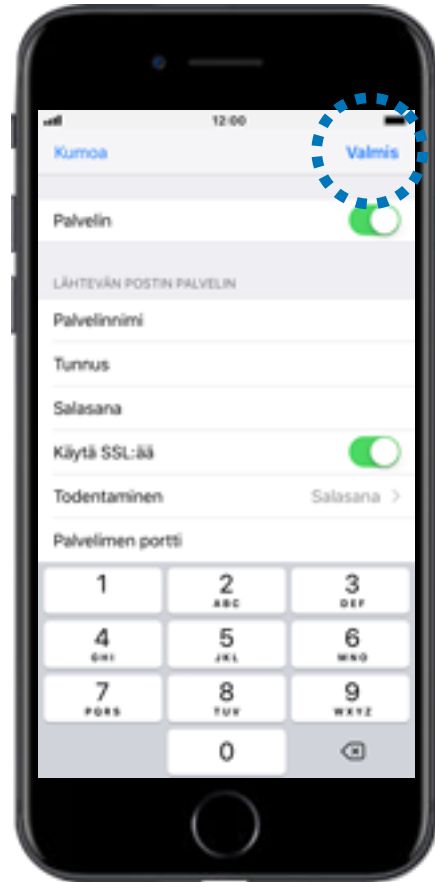 12:00
Kumoa Valmis
Palvelin
LÄHTEVÄN POSTIN PALVELIN
Palvelinnimi
Tunnus
Salasana
Käytä SSL:ää
Todentaminen Salasana >
Palvelimen portti
1 2 3
ABC DEF
4 5 6
GHI JKL MNO
7 8 9
PQRS TUV WXYZ
0